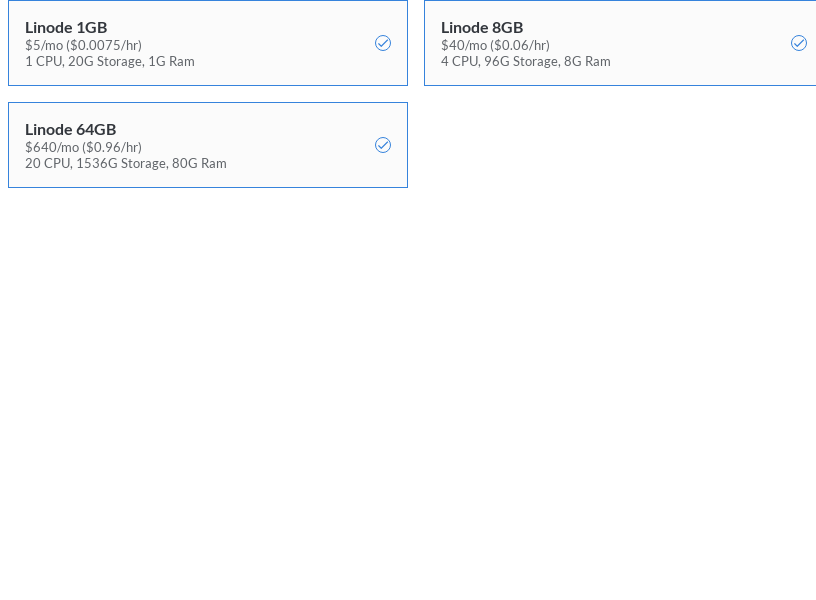 Linode 1GB
$5/mo ($0.0075/hr)
1 CPU, 20G Storage, 1G Ram
Linode 8GB
$40/mo ($0.06/hr)
4 CPU, 96G Storage, 8G Ram
Linode 64GB
$640/mo ($0.96/hr)
20 CPU, 1536G Storage, 80G Ram